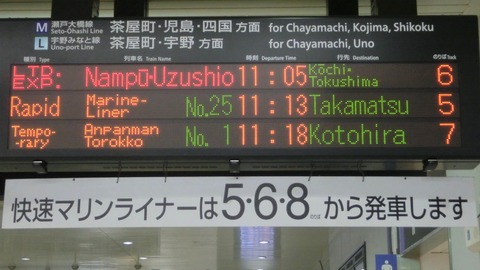 M 瀬戸大橋線 Seto-Ohashi Line 茶屋町・児島・四国 方面 for Chayamachi, Kojima, Shikoku
L 宇野みなと線 Uno-Port Line 茶屋町・宇野 方面 for Chayamachi, Uno
種別 Type 列車名 Train Name 時刻 Departure Time 行先 Destination のりば Track
LTD. EXP: Nampū·Uzushio 11:05 Kōchi· Tokushima 6
Rapid Marine-Liner No.25 11:13 Takamatsu 5
Tempo-rary Anpanman Torokko No. 1 11:18 Kotohira 7
快速マリンライナーは5・6・8のりばから発車します